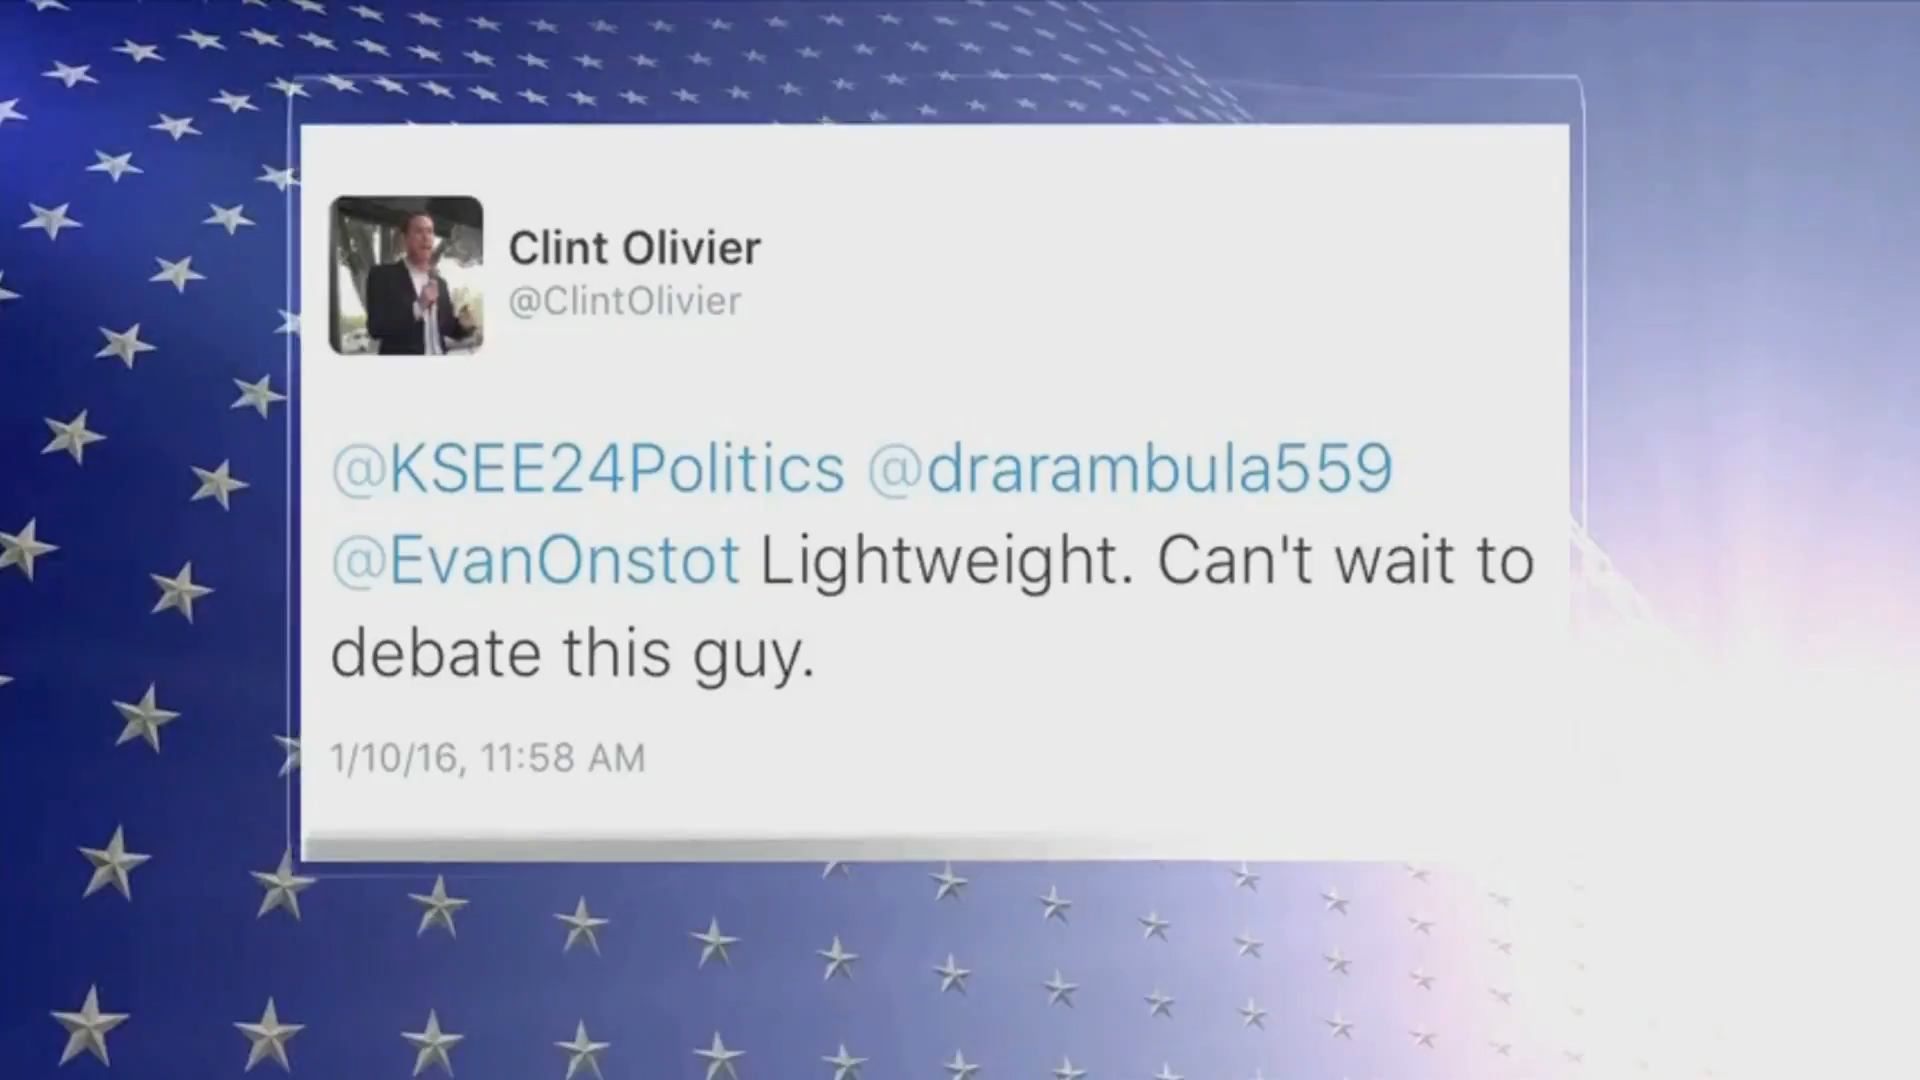 Clint Olivier
@ClintOlivier
@KSEE24Politics @drarambula559
@EvanOnstot Lightweight. Can't wait to
debate this guy.
1/10/16, 11:58 AM